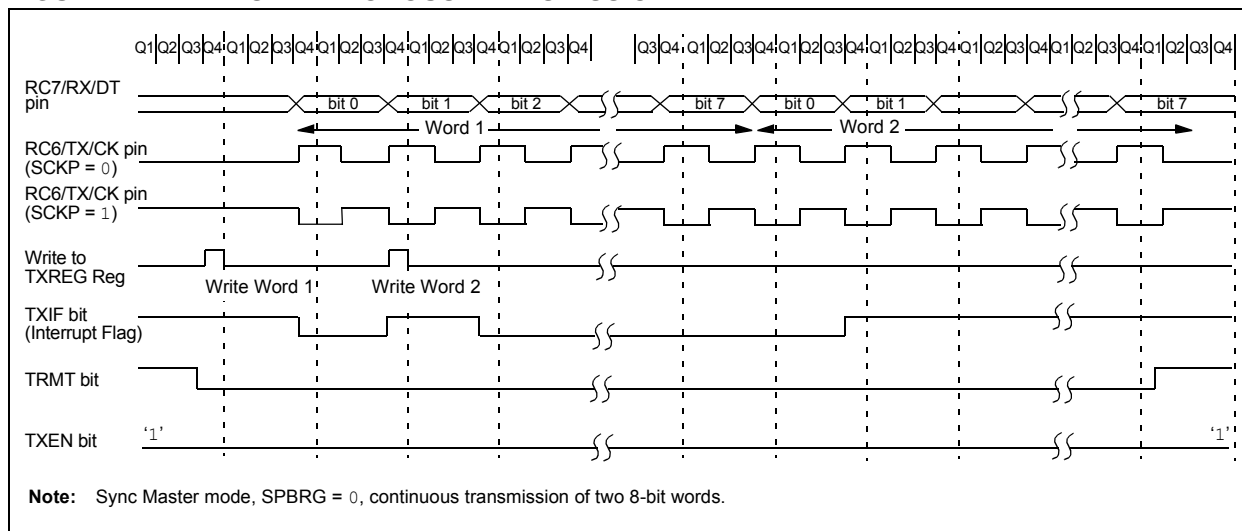 Q1 Q2 Q3 Q4 Q1 Q2 Q3 Q4 Q1 Q2 Q3 Q4 Q1 Q2 Q3 Q4 Q1 Q2 Q3 Q4 Q3 Q4 Q1 Q2 Q3 Q4 Q1 Q2 Q3 Q4 Q1 Q2 Q3 Q4 Q1 Q2 Q3 Q4 Q1 Q2 Q3 Q4 Q1 Q2 Q3 Q4
RC7/RX/DT
pin
bit 0 bit 1 bit 2 bit 7 bit 0 bit 1 bit 7
Word 1 Word 2
RC6/TX/CK pin
(SCKP = 0)
RC6/TX/CK pin
(SCKP = 1)
Write to
TXREG Reg
Write Word 1 Write Word 2
TXIF bit
(Interrupt Flag)
TRMT bit
TXEN bit
‘1’ ‘1’
Note: Sync Master mode, SPBRG = 0, continuous transmission of two 8-bit words.